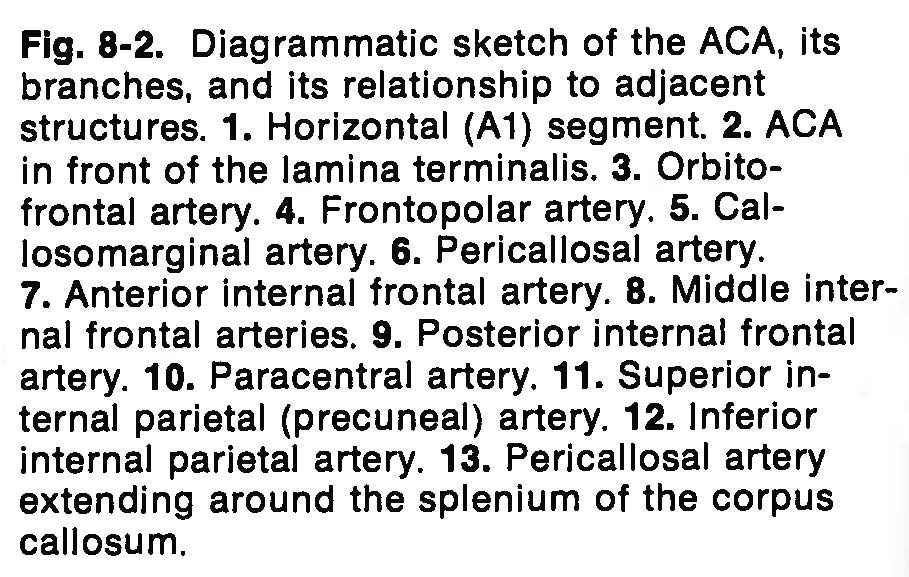 Fig. 8-2. Diagrammatic sketch of the ACA, its
branches, and its relationship to adjacent
structures. 1. Horizontal (A1) segment. 2. ACA
in front of the lamina terminalis. 3. Orbito-
frontal artery. 4. Frontopolar artery. 5. Cal-
losomarginal artery. 6. Pericallosal artery.
7. Anterior internal frontal artery. 8. Middle inter-
nal frontal arteries. 9. Posterior internal frontal
artery. 10. Paracentral artery. 11. Superior in-
ternal parietal (precuneal) artery. 12. Inferior
internal parietal artery. 13. Pericallosal artery
extending around the splenium of the corpus
callosum.